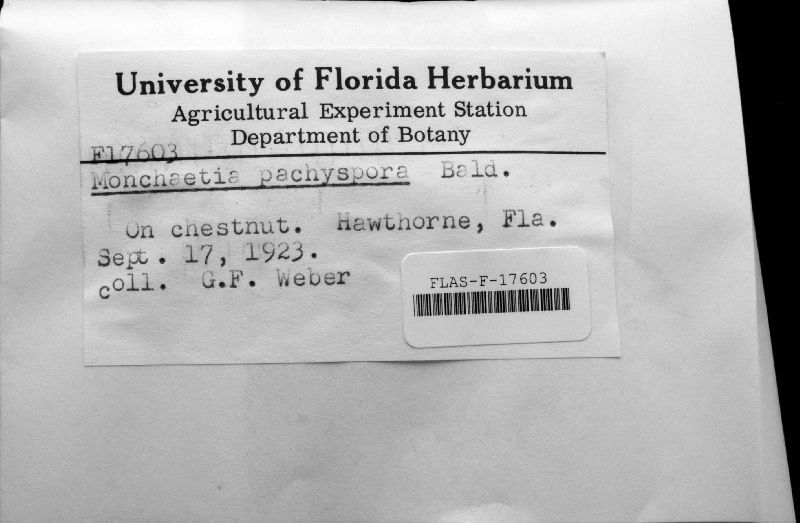 University of Florida Herbarium
Agricultural Experiment Station
Department of Botany
F17603
Monchaetia pachyspora Bald.
On chestnut. Hawthorne, Fla.
Sept. 17, 1923.
coll. G.F. Weber
FLAS-F-17603